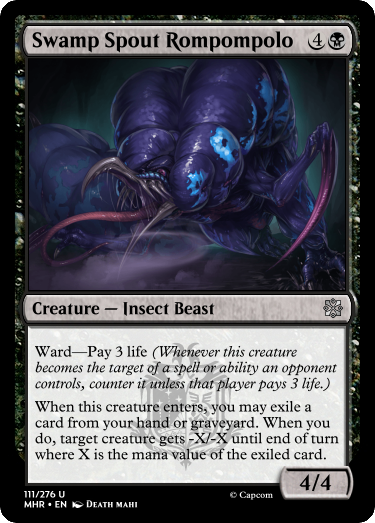 Swamp Spout Rompompolo 4
Creature — Insect Beast
Ward—Pay 3 life (Whenever this creature
becomes the target of a spell or ability an opponent
controls, counter it unless that player pays 3 life.)
When this creature enters, you may exile a
card from your hand or graveyard. When you
do, target creature gets -X/-X until end of turn
where X is the mana value of the exiled card.
4/4
111/276 U
MHR • EN Death mahi
© Capcom